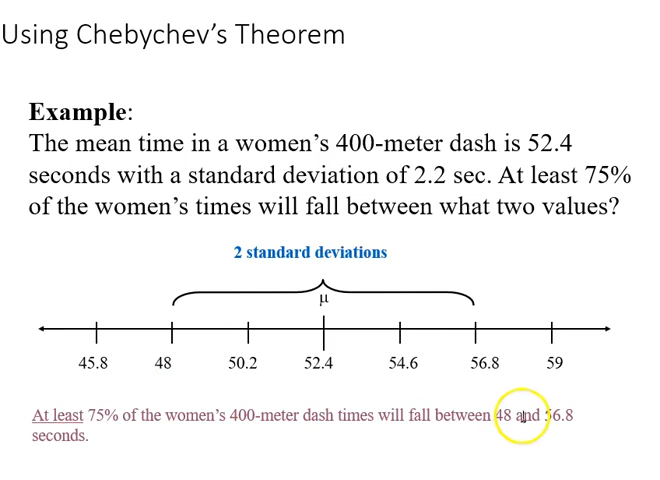 Using Chebychev’s Theorem
Example:
The mean time in a women’s 400-meter dash is 52.4
seconds with a standard deviation of 2.2 sec. At least 75%
of the women’s times will fall between what two values?
2 standard deviations
μ
45.8 48 50.2 52.4 54.6 56.8 59
At least 75% of the women’s 400-meter dash times will fall between 48 and 56.8
seconds.